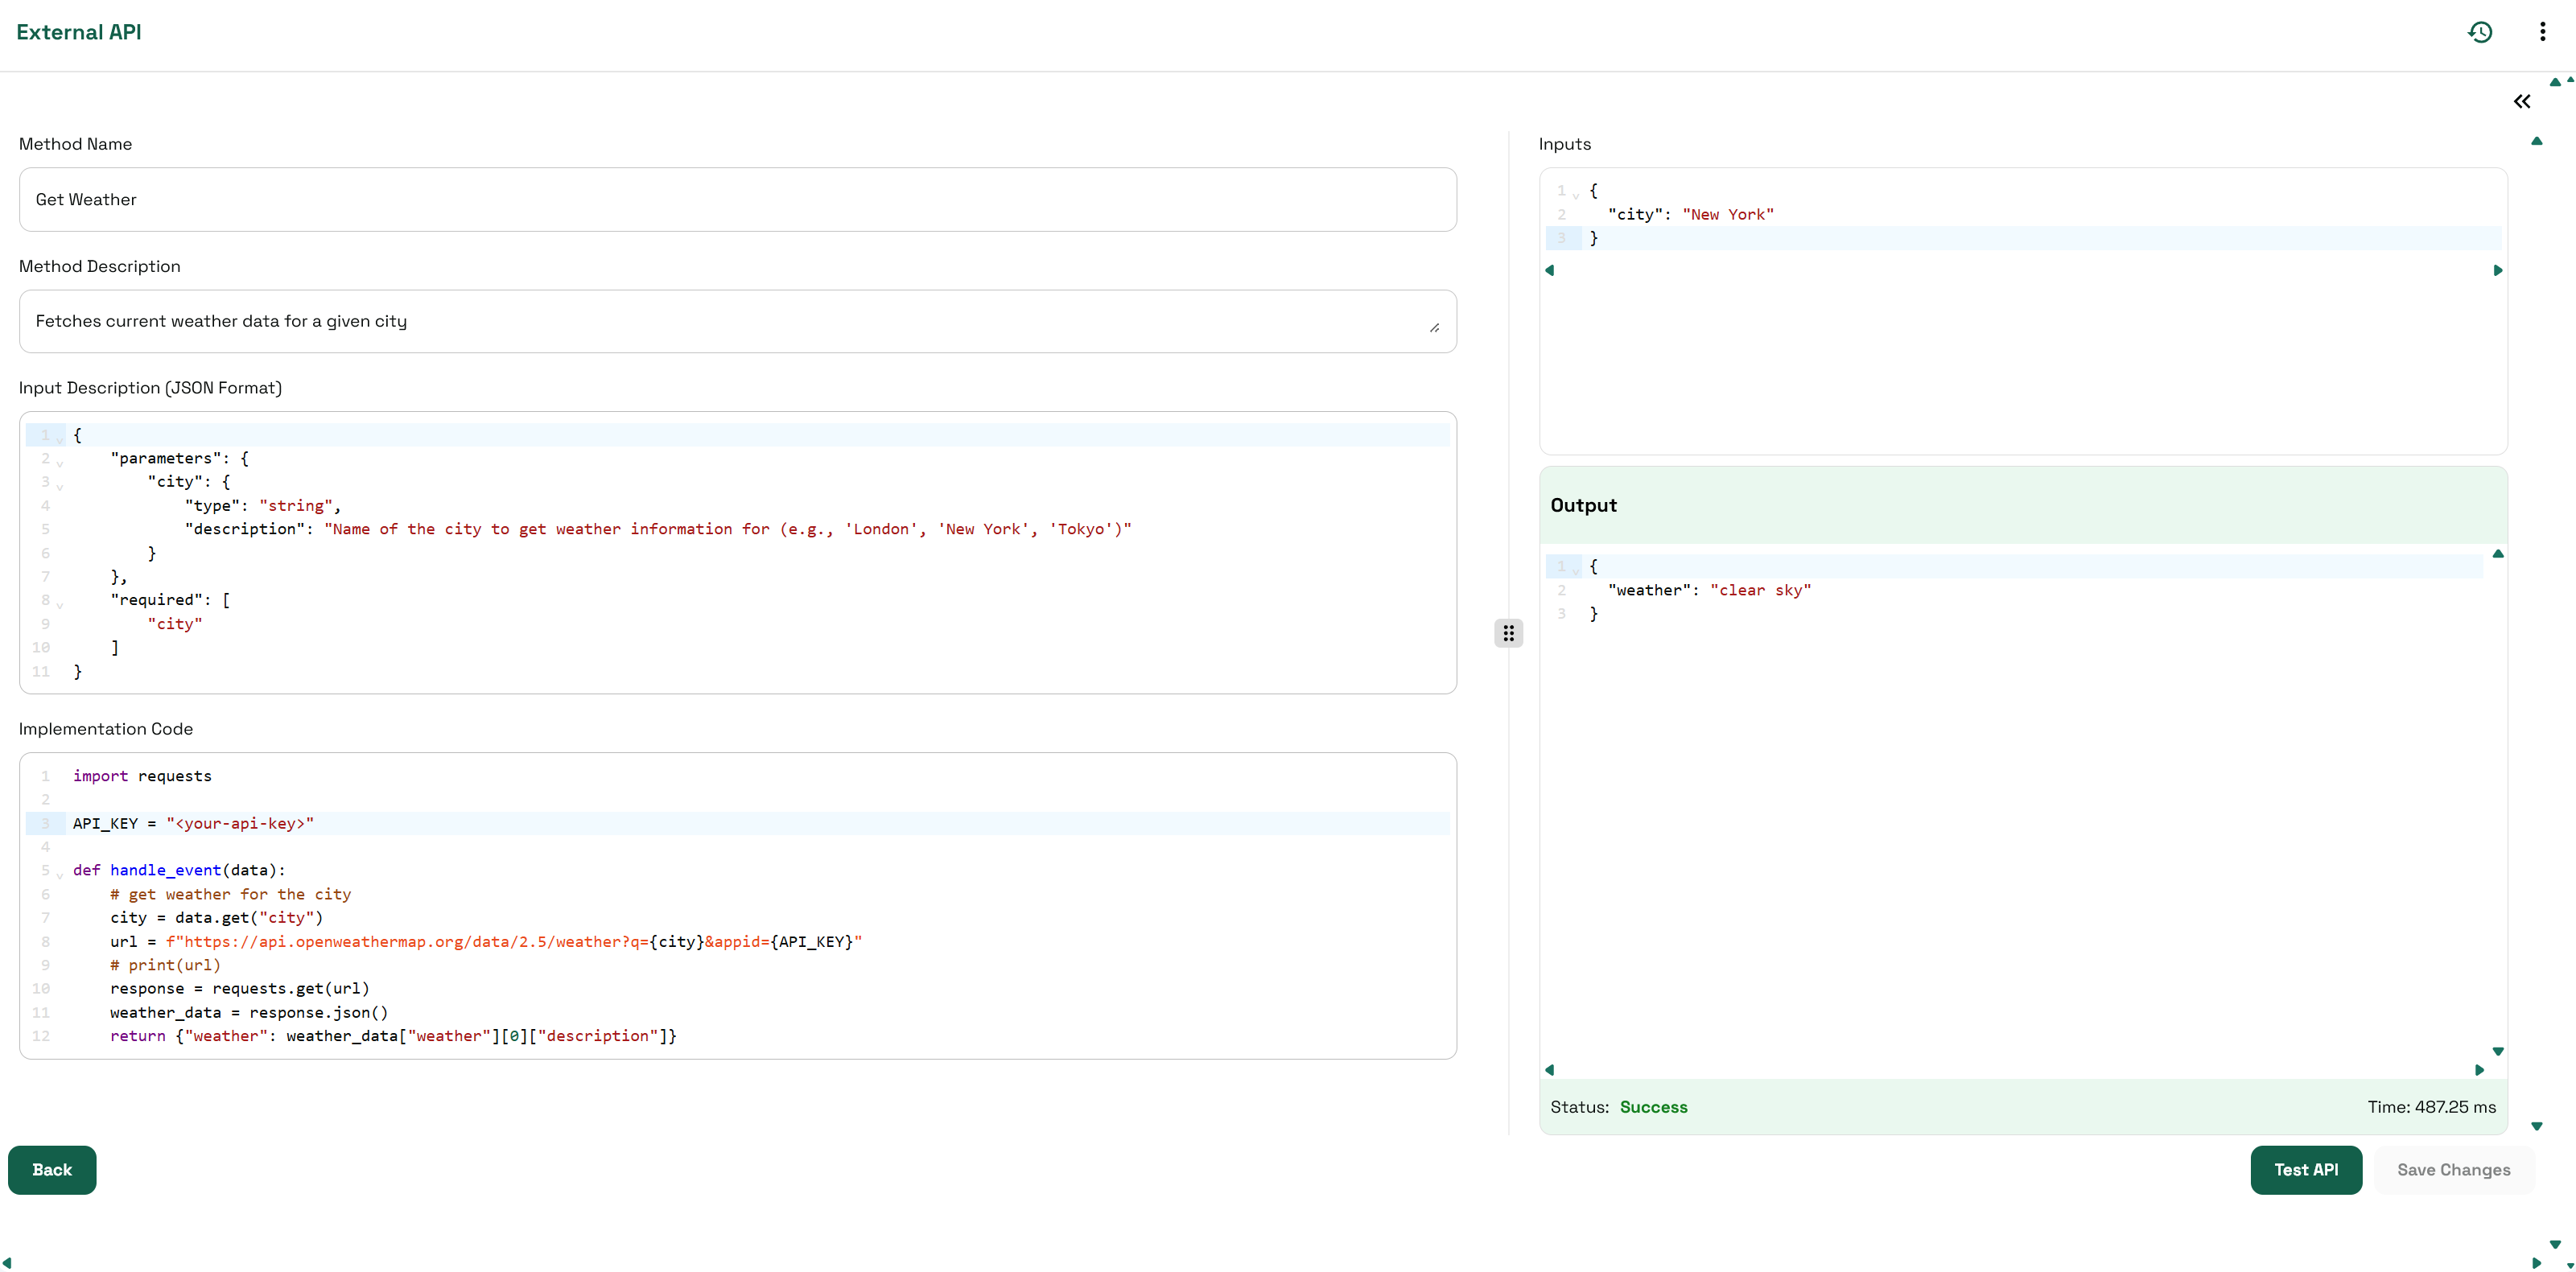 External API
Method Name
Get Weather
Method Description
Fetches current weather data for a given city
Input Description (JSON Format)
1 {
2     "parameters": {
3         "city": {
4             "type": "string",
5             "description": "Name of the city to get weather information for (e.g., 'London', 'New York', 'Tokyo')"
6         }
7     },
8     "required": [
9         "city"
10     ]
11 }
Implementation Code
1 import requests
2
3 API_KEY = "<your-api-key>"
4
5 def handle_event(data):
6     # get weather for the city
7     city = data.get("city")
8     url = f"https://api.openweathermap.org/data/2.5/weather?q={city}&appid={API_KEY}"
9     # print(url)
10     response = requests.get(url)
11     weather_data = response.json()
12     return {"weather": weather_data["weather"][0]["description"]}
Inputs
1 {
2   "city": "New York"
3 }
Output
1 {
2   "weather": "clear sky"
3 }
Status: Success
Time: 487.25 ms
Back
Test API
Save Changes